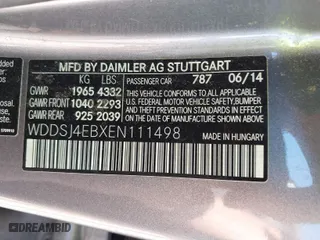 MFD BY DAIMLER AG STUTTGART
KG LBS PASSENGER CAR 787 06/14
GVWR 1965 4332
GAWR FRONT 1040 2293
GAWR REAR 925 2039
THIS VEHICLE CONFORMS TO ALL APPLICABLE
FEDERAL MOTOR VEHICLE SAFETY, BUMPER,
AND THEFT PREVENTION STANDARDS IN EFFECT
ON THE DATE OF MANUFACTURE SHOWN ABOVE.
WDDSJ4EBXEN111498
MADE IN HUNGARY
DREAMBID